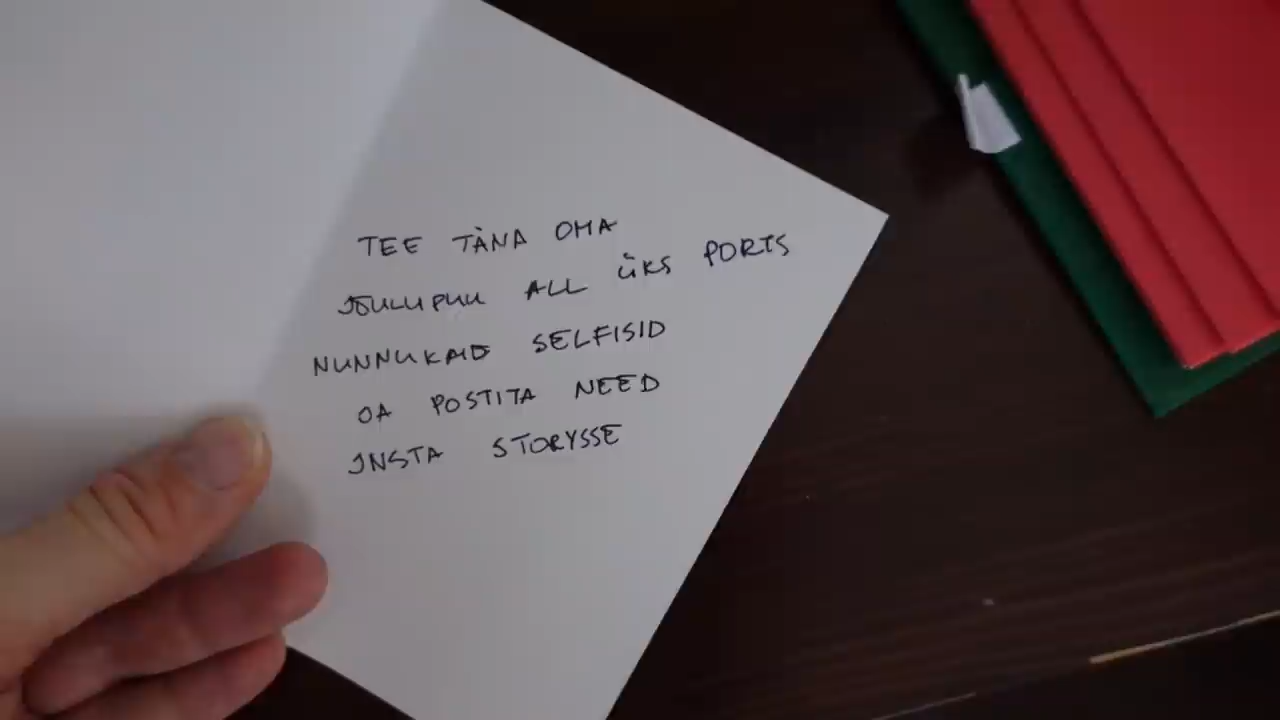 TEE TÄNA OMA
JÕULUPUU ALL ÜKS PORTS
NUNNUKAID SELFISID
JA POSTITA NEED
INSTA STORYSSE